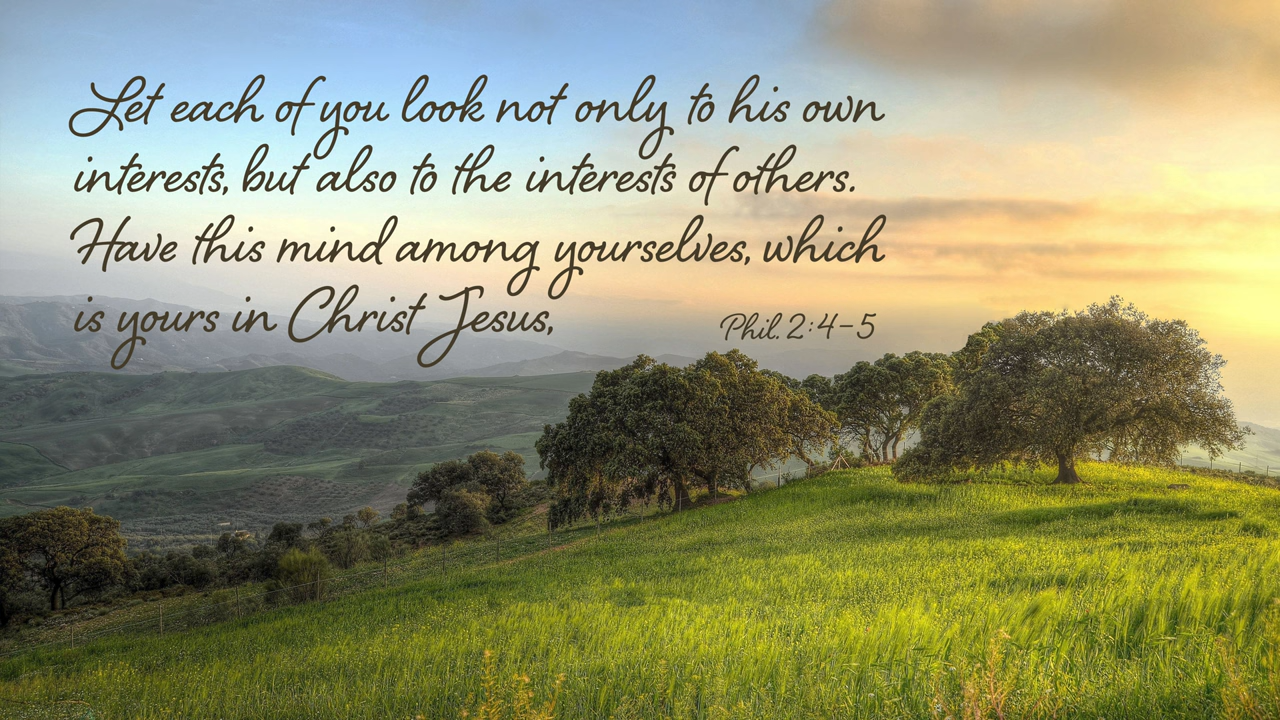 Let each of you look not only to his own
interests, but also to the interests of others.
Have this mind among yourselves, which
is yours in Christ Jesus,
Phil. 2:4-5